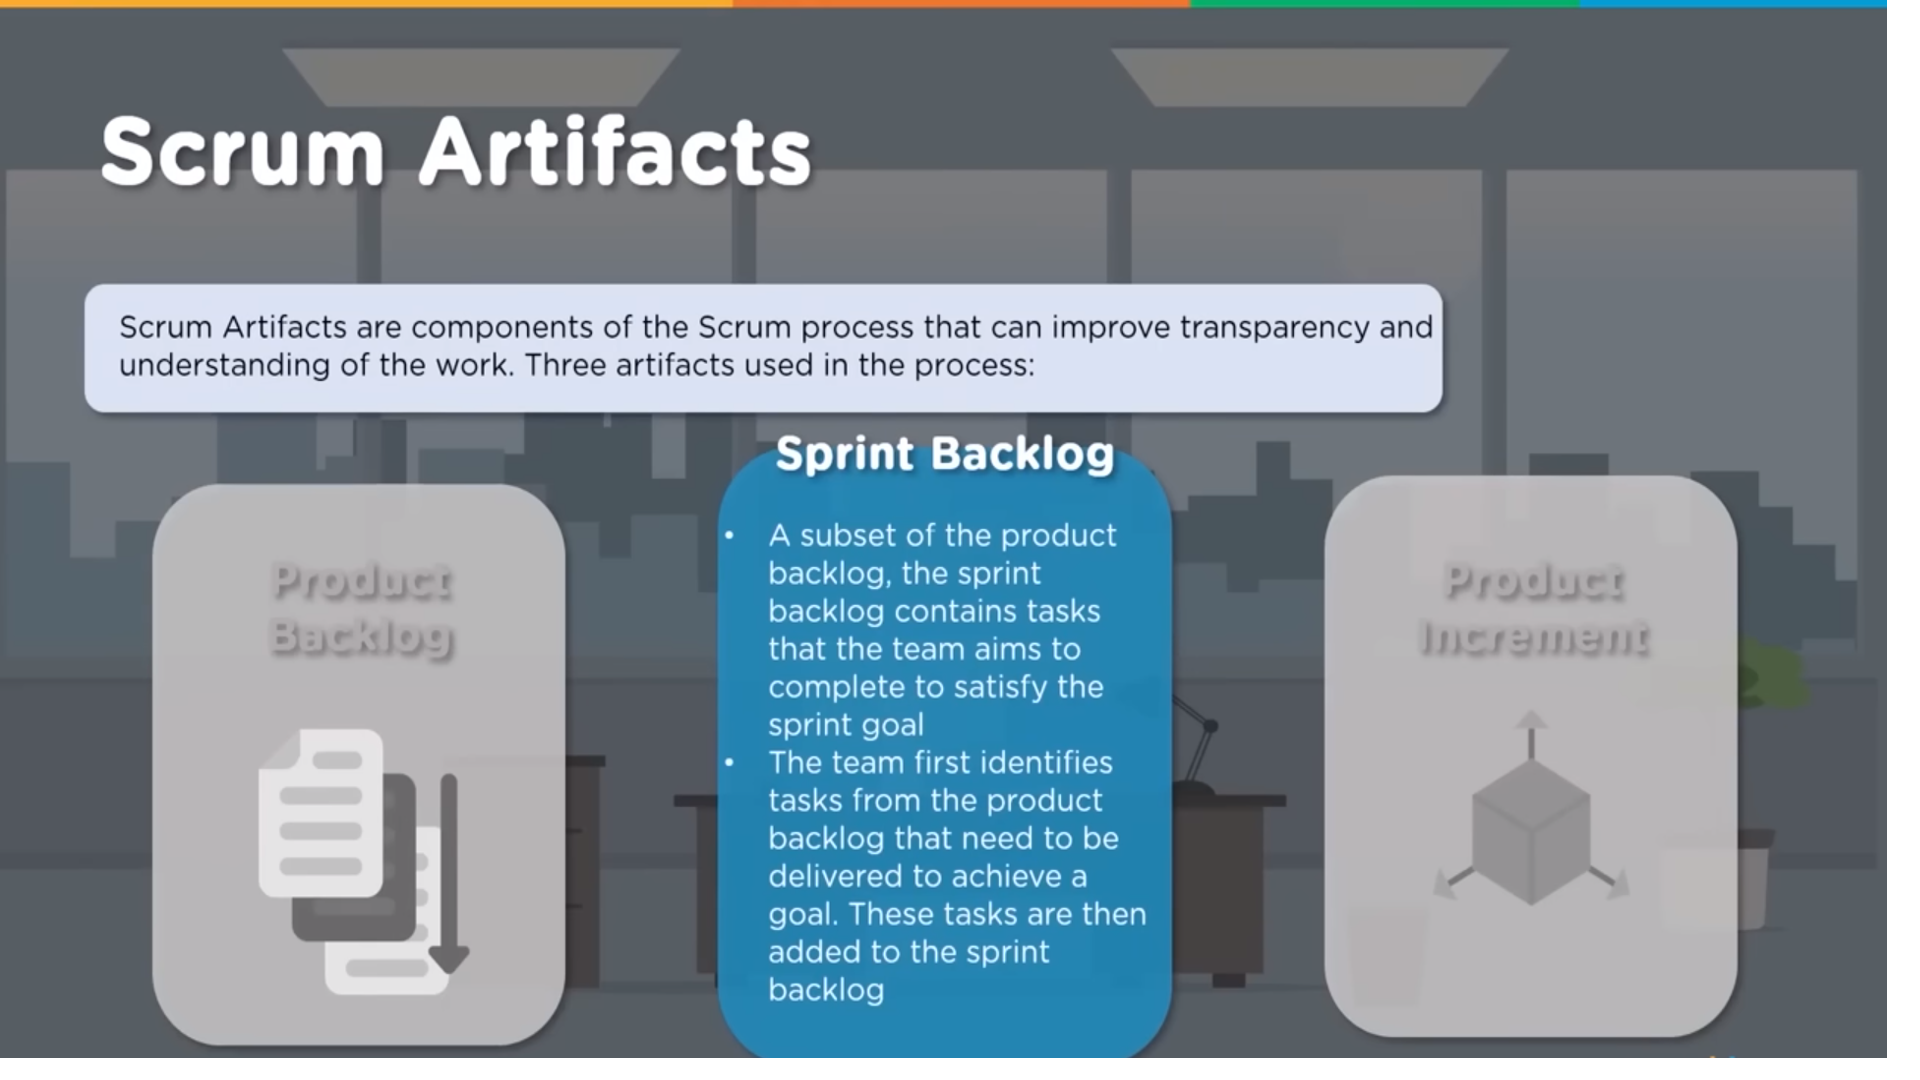 Scrum Artifacts
Scrum Artifacts are components of the Scrum process that can improve transparency and
understanding of the work. Three artifacts used in the process:
Product
Backlog
Sprint Backlog
• A subset of the product
backlog, the sprint
backlog contains tasks
that the team aims to
complete to satisfy the
sprint goal
• The team first identifies
tasks from the product
backlog that need to be
delivered to achieve a
goal. These tasks are then
added to the sprint
backlog
Product
Increment